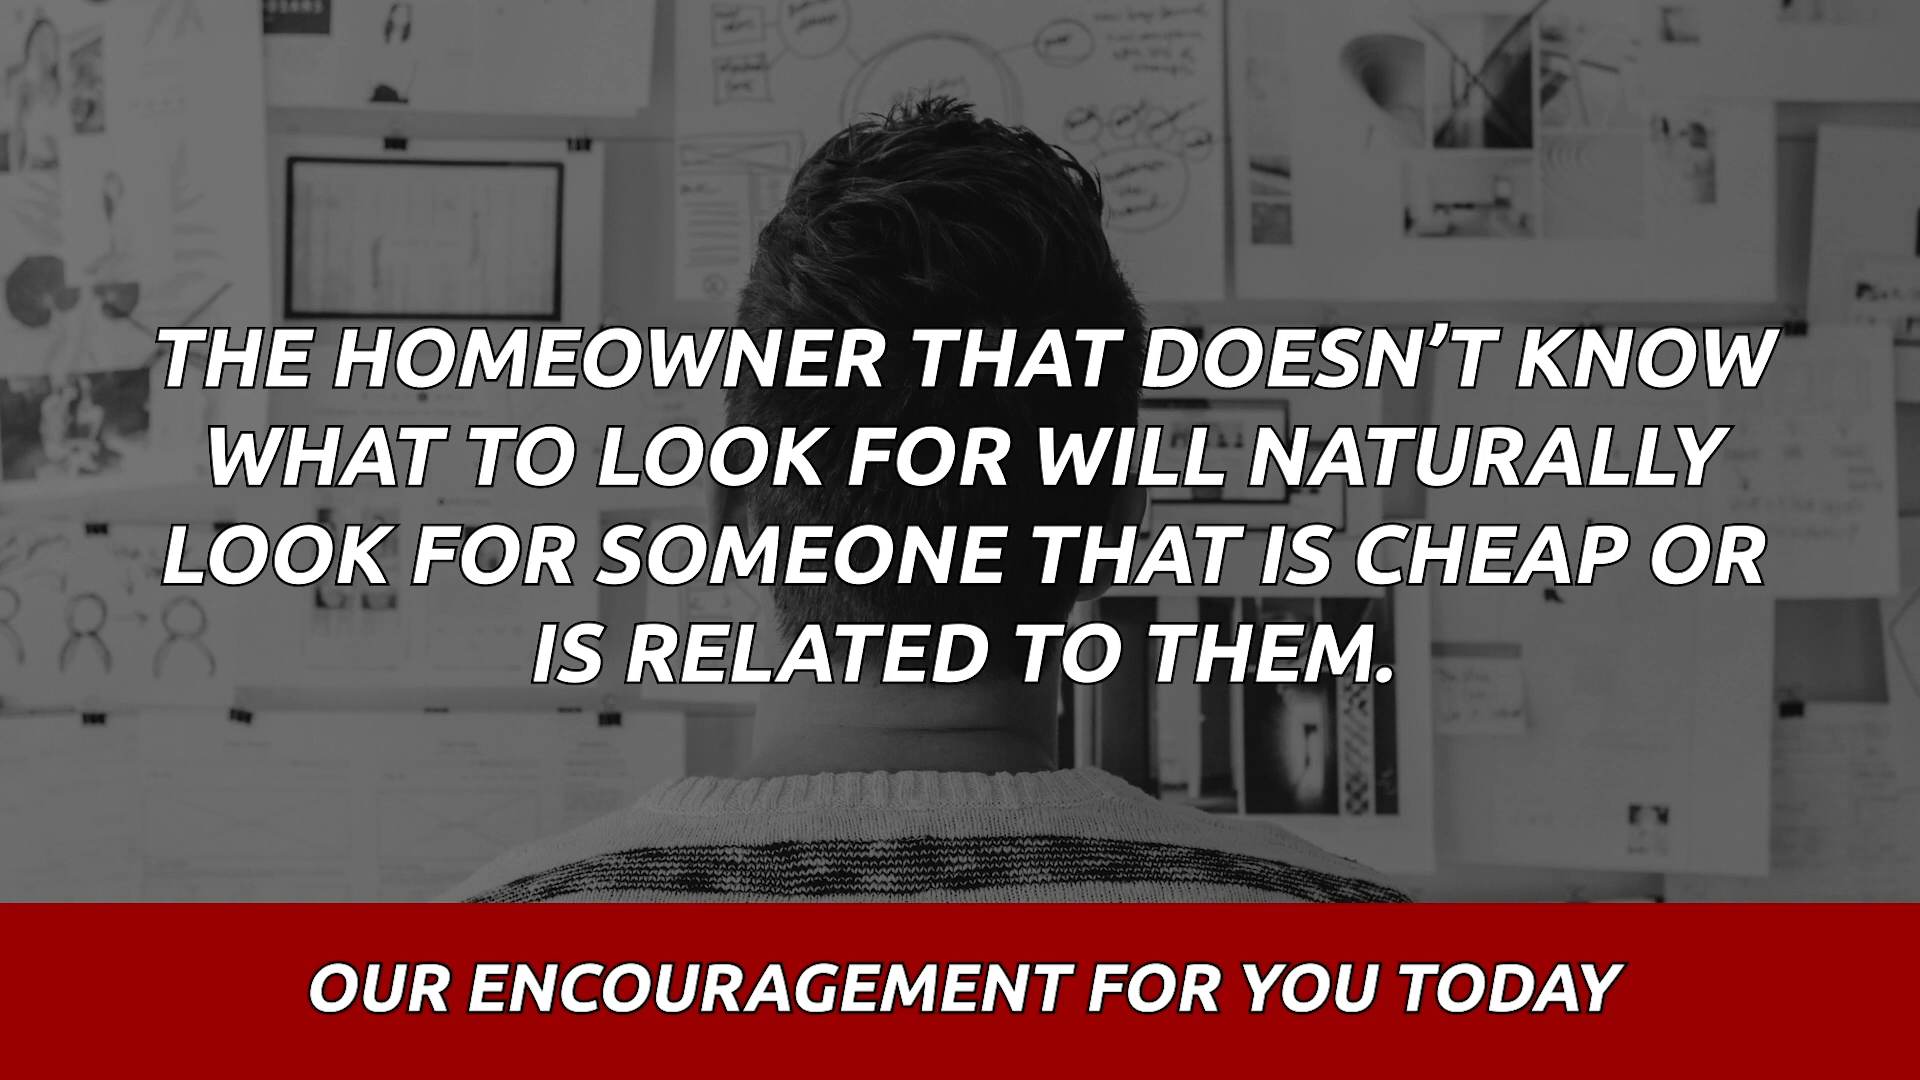 THE HOMEOWNER THAT DOESN’T KNOW
WHAT TO LOOK FOR WILL NATURALLY
LOOK FOR SOMEONE THAT IS CHEAP OR
IS RELATED TO THEM.
OUR ENCOURAGEMENT FOR YOU TODAY